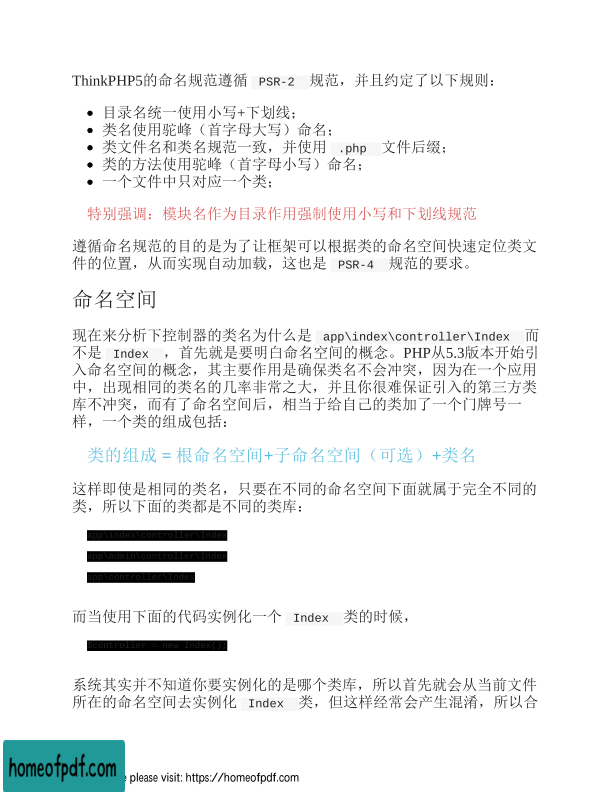 ThinkPHP5的命名规范遵循 PSR-2 规范，并且约定了以下规则：
目录名统一使用小写+下划线；
类名使用驼峰（首字母大写）命名；
类文件名和类名规范一致，并使用 .php 文件后缀；
类的方法使用驼峰（首字母小写）命名；
一个文件中只对应一个类；
特别强调：模块名作为目录作用强制使用小写和下划线规范
遵循命名规范的目的是为了让框架可以根据类的命名空间快速定位类文
件的位置，从而实现自动加载，这也是 PSR-4 规范的要求。
命名空间
现在来分析下控制器的类名为什么是 app\index\controller\Index 而
不是 Index ，首先就是要明白命名空间的概念。PHP从5.3版本开始引
入命名空间的概念，其主要作用是确保类名不会冲突，因为在一个应用
中，出现相同的类名的几率非常之大，并且你很难保证引入的第三方类
库不冲突，而有了命名空间后，相当于给自己的类加了一个门牌号一
样，一个类的组成包括：
类的组成 = 根命名空间+子命名空间（可选）+类名
这样即使是相同的类名，只要在不同的命名空间下面就属于完全不同的
类，所以下面的类都是不同的类库：
app\index\controller\Index
app\admin\controller\Index
app\controller\Index
而当使用下面的代码实例化一个 Index 类的时候，
$controller = new Index();
系统其实并不知道你要实例化的是哪个类库，所以首先就会从当前文件
所在的命名空间去实例化 Index 类，但这样经常会产生混淆，所以合
homeofpdf.com
please visit: https://homeofpdf.com